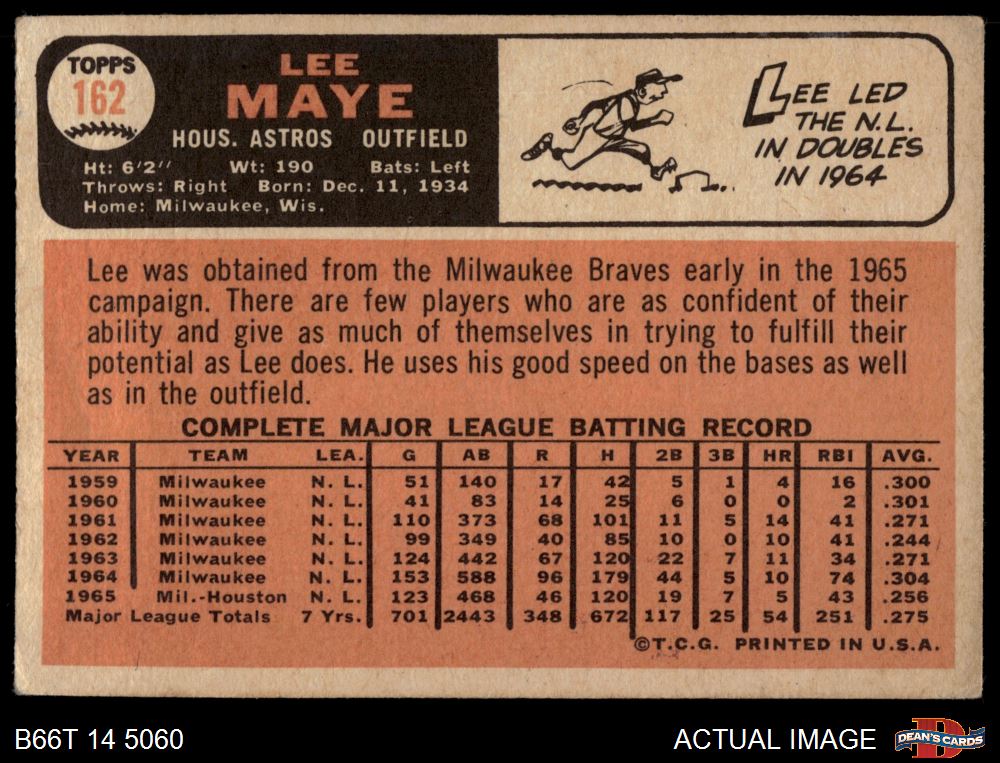 TOPPS
162
LEE
MAYE
HOUS. ASTROS OUTFIELD
Ht: 6'2" Wt: 190 Bats: Left
Throws: Right Born: Dec. 11, 1934
Home: Milwaukee, Wis.
LEE LED
THE N.L.
IN DOUBLES
IN 1964
Lee was obtained from the Milwaukee Braves early in the 1965
campaign. There are few players who are as confident of their
ability and give as much of themselves in trying to fulfill their
potential as Lee does. He uses his good speed on the bases as well
as in the outfield.
COMPLETE MAJOR LEAGUE BATTING RECORD
YEAR TEAM LEA. G AB R H 2B 3B HR RBI AVG.
1959 Milwaukee N. L. 51 140 17 42 5 1 4 16 .300
1960 Milwaukee N. L. 41 83 14 25 6 0 0 2 .301
1961 Milwaukee N. L. 110 373 68 101 11 5 14 41 .271
1962 Milwaukee N. L. 99 349 40 85 10 0 10 41 .244
1963 Milwaukee N. L. 124 442 67 120 22 7 11 34 .271
1964 Milwaukee N. L. 153 588 96 179 44 5 10 74 .304
1965 Mil.-Houston N. L. 123 468 46 120 19 7 5 43 .256
Major League Totals 7 Yrs. 701 2443 348 672 117 25 54 251 .275
©T.C.G. PRINTED IN U.S.A.
B66T 14 5060
ACTUAL IMAGE
DEAN'S CARDS